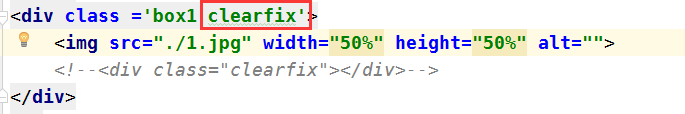 <div class ='box1 clearfix'>
<img src="./1.jpg" width="50%" height="50%" alt="">
<!--<div class="clearfix"></div>-->
</div>